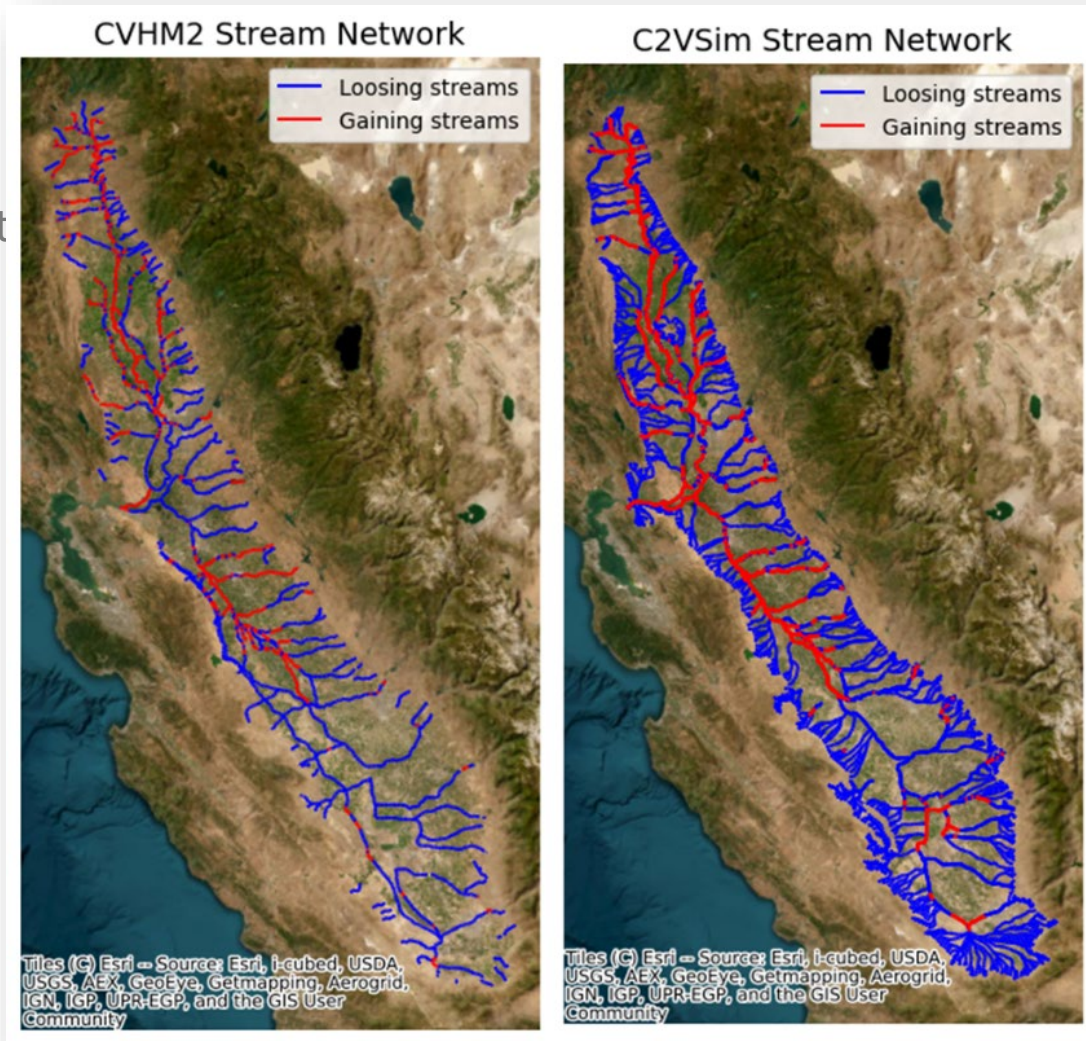 CVHM2 Stream Network
Loosing streams
Gaining streams
t
Tiles (C) Esri -- Source: Esri, i-cubed, USDA,
USGS, AEX, GeoEye, Getmapping, Aerogrid,
IGN, IGP, UPR-EGP, and the GIS User
Community
C2VSim Stream Network
Loosing streams
Gaining streams
Tiles (C) Esri -- Source: Esri, i-cubed, USDA,
USGS, AEX, GeoEye, Getmapping, Aerogrid,
IGN, IGP, UPR-EGP, and the GIS User
Community